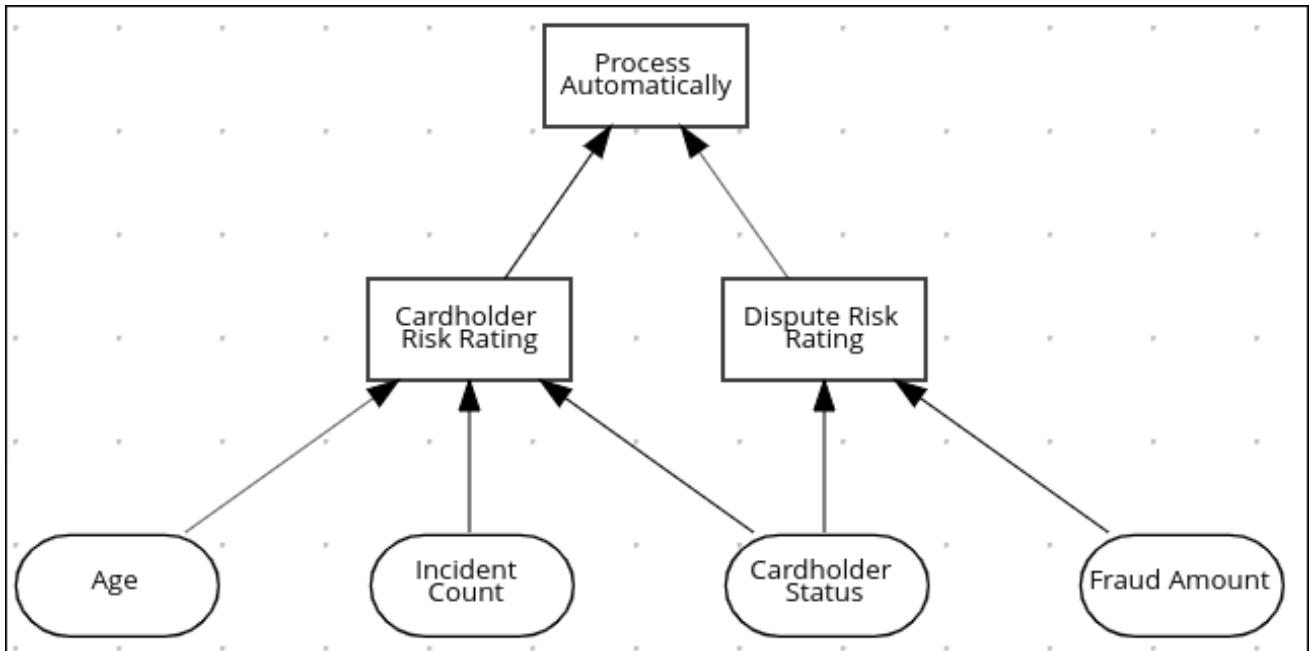 Process
Automatically
Cardholder
Risk Rating
Dispute Risk
Rating
Age
Incident
Count
Cardholder
Status
Fraud Amount